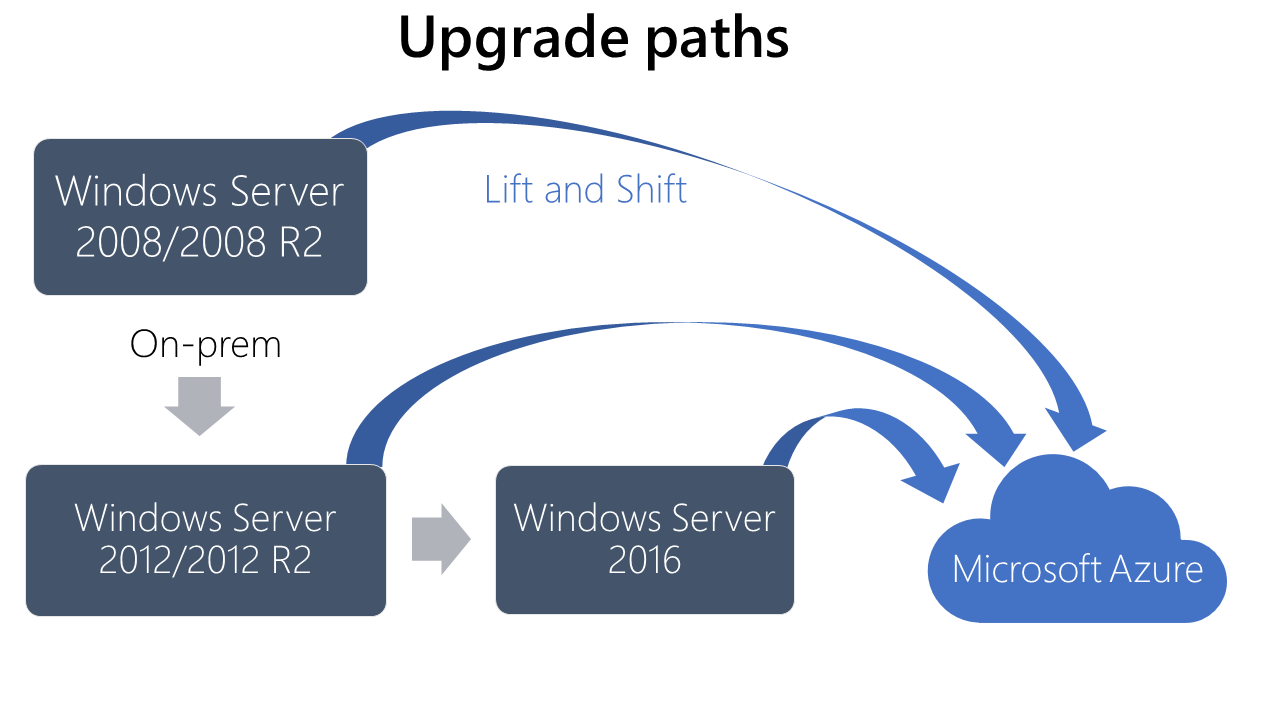 Upgrade paths
Windows Server
2008/2008 R2
Lift and Shift
On-prem
Windows Server
2012/2012 R2
Windows Server
2016
Microsoft Azure